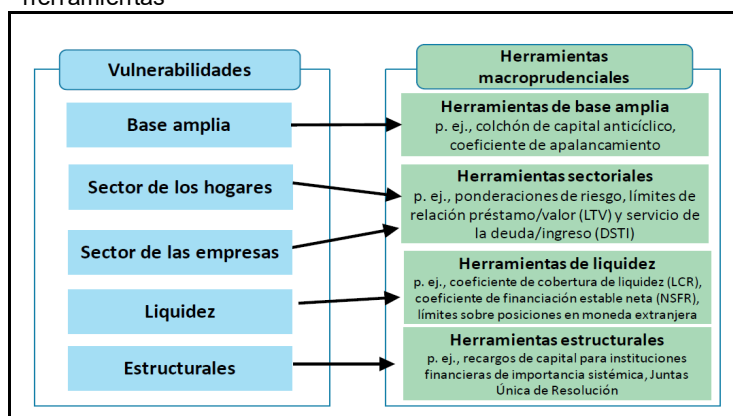 Herramientas
Vulnerabilidades
Base amplia
Sector de los hogares
Sector de las empresas
Liquidez
Estructurales
Herramientas
macroprudenciales
Herramientas de base amplia
p. ej., colchón de capital anticíclico,
coeficiente de apalancamiento
Herramientas sectoriales
p. ej., ponderaciones de riesgo, límites de
relación préstamo/valor (LTV) y servicio de
la deuda/ingreso (DSTI)
Herramientas de liquidez
p. ej., coeficiente de cobertura de liquidez (LCR),
coeficiente de financiación estable neta (NSFR),
límites sobre posiciones en moneda extranjera
Herramientas estructurales
p. ej., recargos de capital para instituciones
financieras de importancia sistémica, Juntas
Única de Resolución